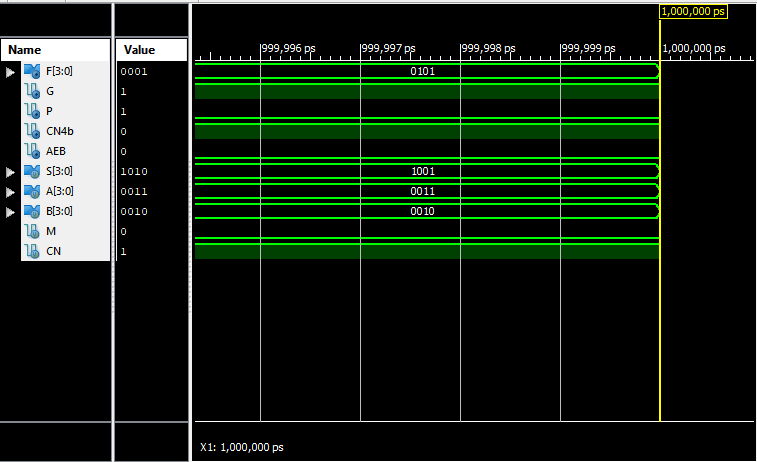 1,000,000 ps
Name Value
999,996 ps 999,997 ps 999,998 ps 999,999 ps 1,000,000 ps
F[3:0] 0001 0101
G 1
P 1
CN4b 0
AEB 0
S[3:0] 1010 1001
A[3:0] 0011 0011
B[3:0] 0010 0010
M 0
CN 1
X1: 1,000,000 ps